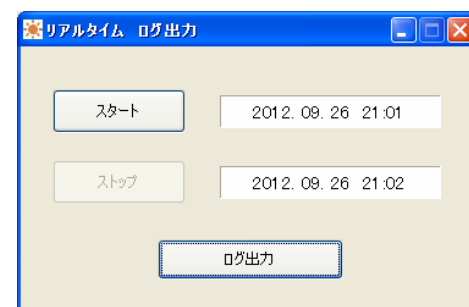 リアルタイム ログ出力
スタート 2012. 09. 26 21:01
ストップ 2012. 09. 26 21:02
ログ出力